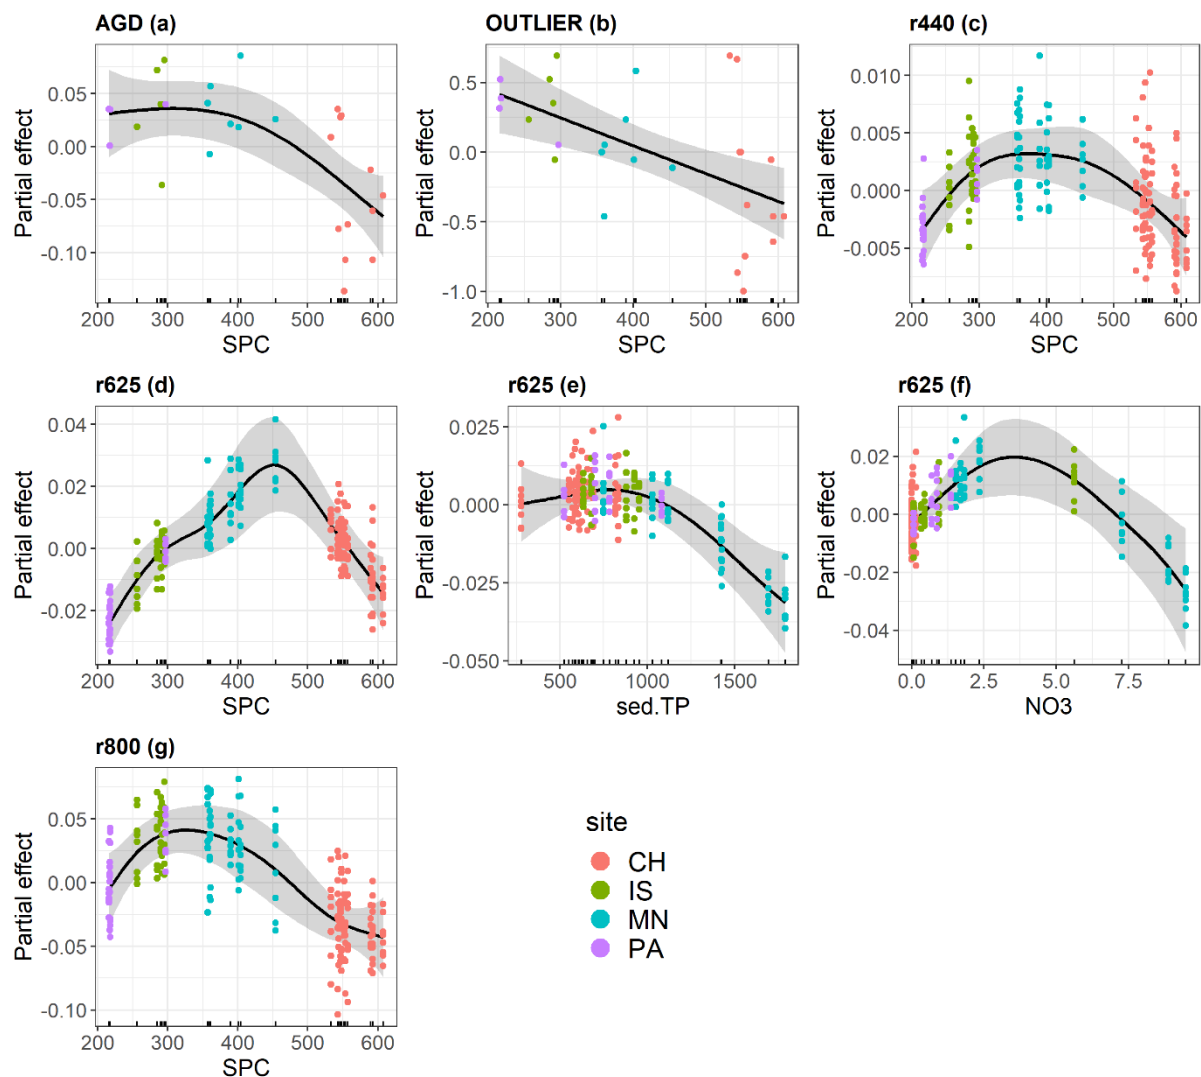 AGD (a)
OUTLIER (b)
r440 (c)
Partial effect
0.05
0.00
-0.05
-0.10
200 300 400 500 600
SPC
Partial effect
0.5
0.0
-0.5
-1.0
200 300 400 500 600
SPC
Partial effect
0.010
0.005
0.000
-0.005
200 300 400 500 600
SPC
r625 (d)
r625 (e)
r625 (f)
Partial effect
0.04
0.02
0.00
-0.02
200 300 400 500 600
SPC
Partial effect
0.025
0.000
-0.025
-0.050
500 1000 1500
sed.TP
Partial effect
0.02
0.00
-0.02
-0.04
0.0 2.5 5.0 7.5
NO3
r800 (g)
Partial effect
0.05
0.00
-0.05
-0.10
200 300 400 500 600
SPC
site
CH
IS
MN
PA